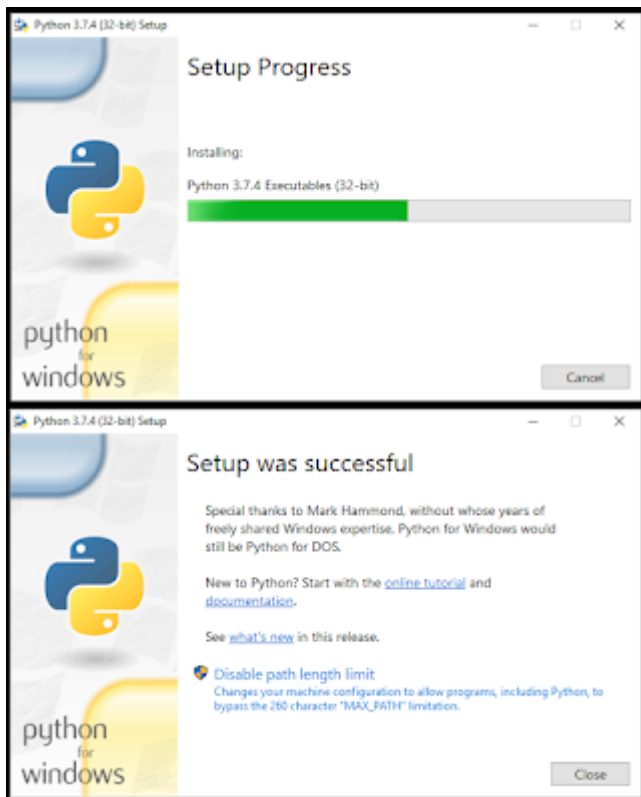 Python 3.7.4 (32-bit) Setup
Setup Progress
Installing:
Python 3.7.4 Executables (32-bit)
python
for
windows
Cancel
Python 3.7.4 (32-bit) Setup
Setup was successful
Special thanks to Mark Hammond, without whose years of
freely shared Windows expertise, Python for Windows would
still be Python for DOS.
New to Python? Start with the online tutorial and
documentation.
See what's new in this release.
Disable path length limit
Changes your machine configuration to allow programs, including Python, to
bypass the 260 character "MAX_PATH" limitation.
python
for
windows
Close